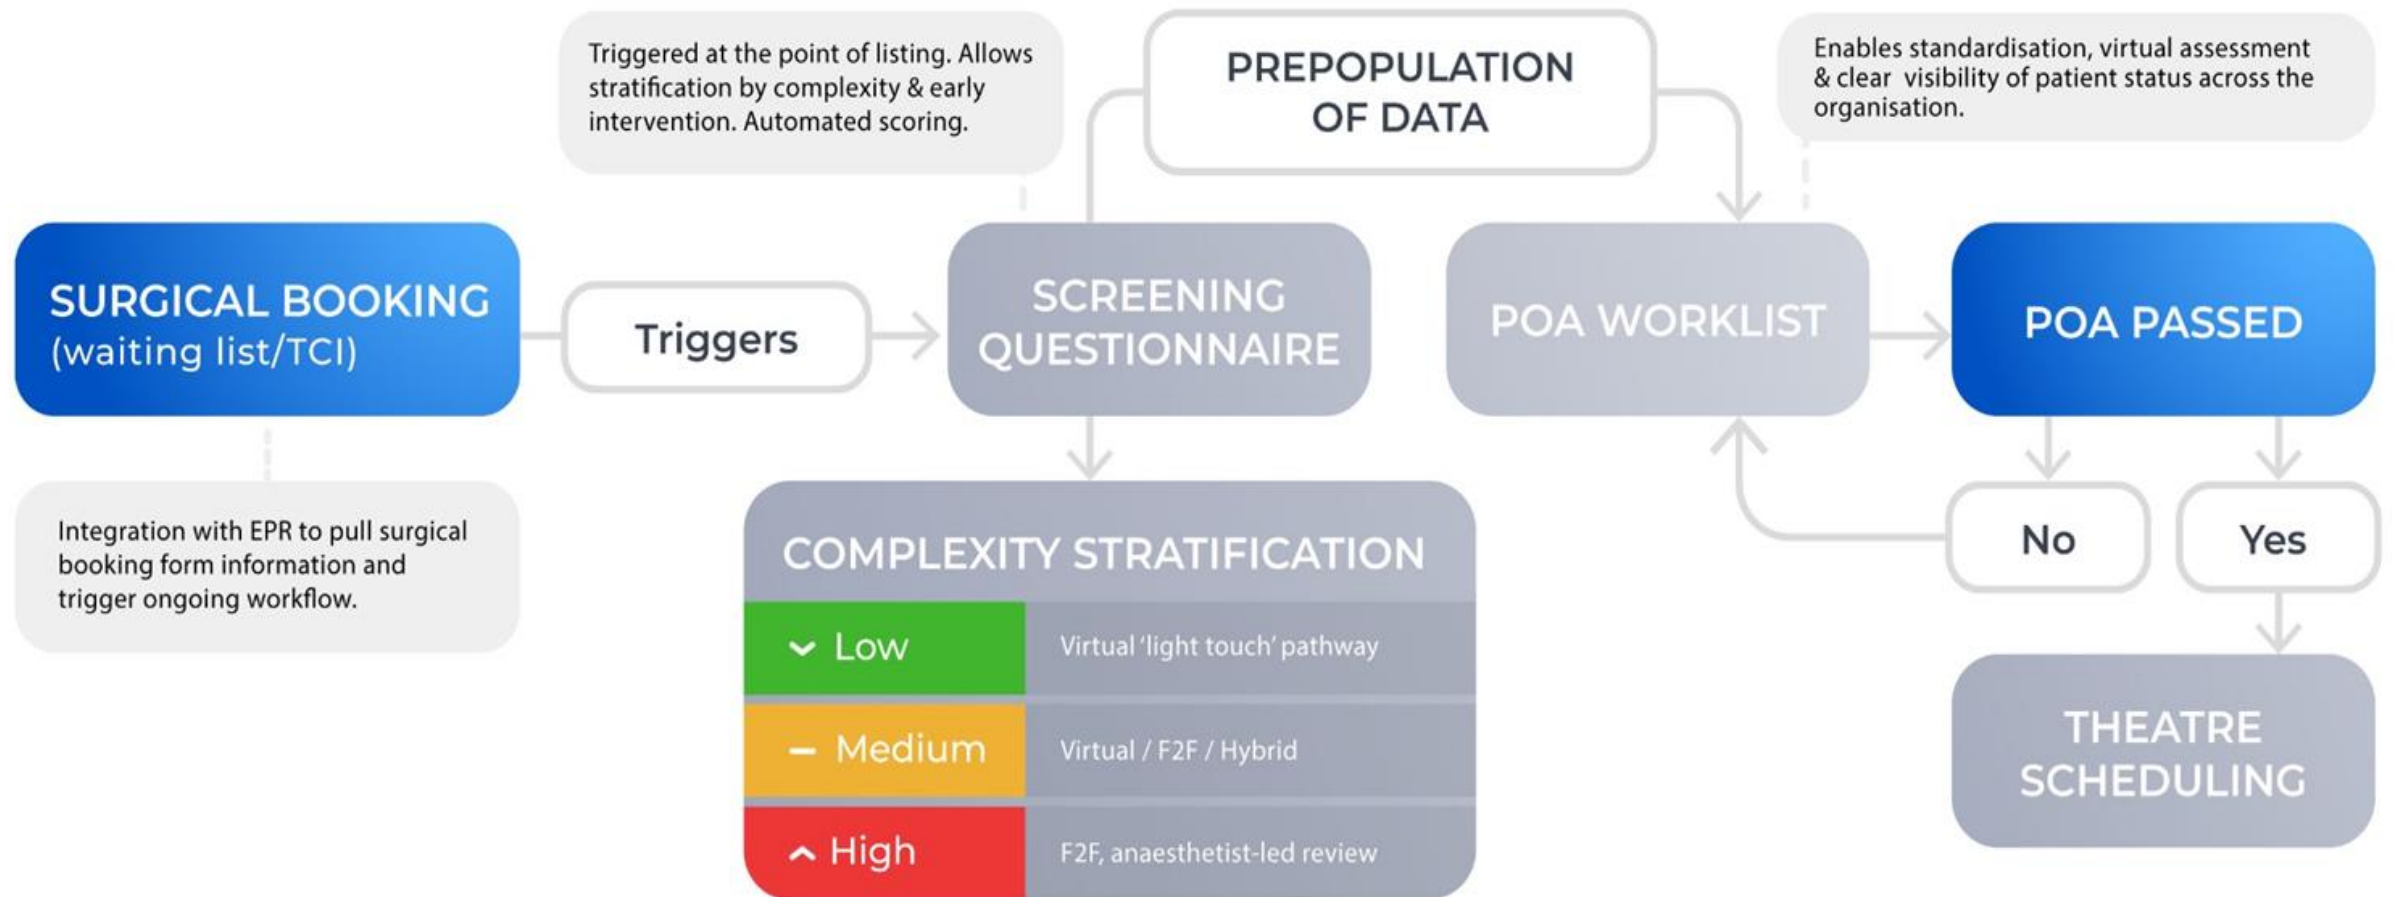 Triggered at the point of listing. Allows
stratification by complexity & early
intervention. Automated scoring.
PREPOPULATION
OF DATA
Enables standardisation, virtual assessment
& clear visibility of patient status across the
organisation.
SURGICAL BOOKING
(waiting list/TCI)
Triggers
SCREENING
QUESTIONNAIRE
POA WORKLIST
POA PASSED
Integration with EPR to pull surgical
booking form information and
trigger ongoing workflow.
COMPLEXITY STRATIFICATION
Low
Virtual ‘light touch’ pathway
Medium
Virtual / F2F / Hybrid
High
F2F, anaesthetist-led review
No
Yes
THEATRE
SCHEDULING